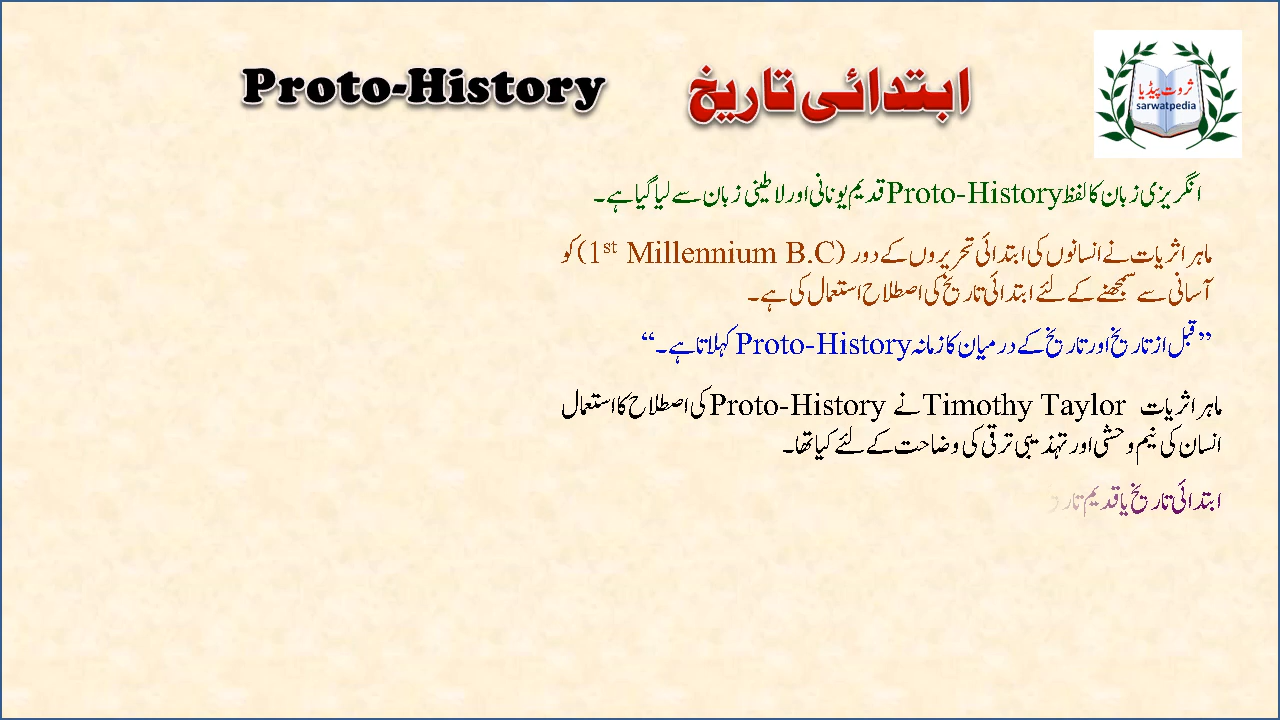 ابتدائی تاریخ Proto-History
ثروت پیڈیا
sarwatpedia
انگریزی زبان کا لفظ Proto-History قدیم یونانی اور لاطینی زبان سے لیا گیا ہے۔
ماہر اثریات نے انسانوں کی ابتدائی تحریروں کے دور (1st Millennium B.C) کو
آسانی سے سمجھنے کے لئے ابتدائی تاریخ کی اصطلاح استعمال کی ہے۔
”قبل از تاریخ اور تاریخ کے درمیان کا زمانہ Proto-History کہلاتا ہے۔“
ماہر اثریات Timothy Taylor نے Proto-History کی اصطلاح کا استعمال
انسان کی نیم وحشی اور تہذیبی ترقی کی وضاحت کے لئے کیا تھا۔
ابتدائی تاریخ یا قدیم